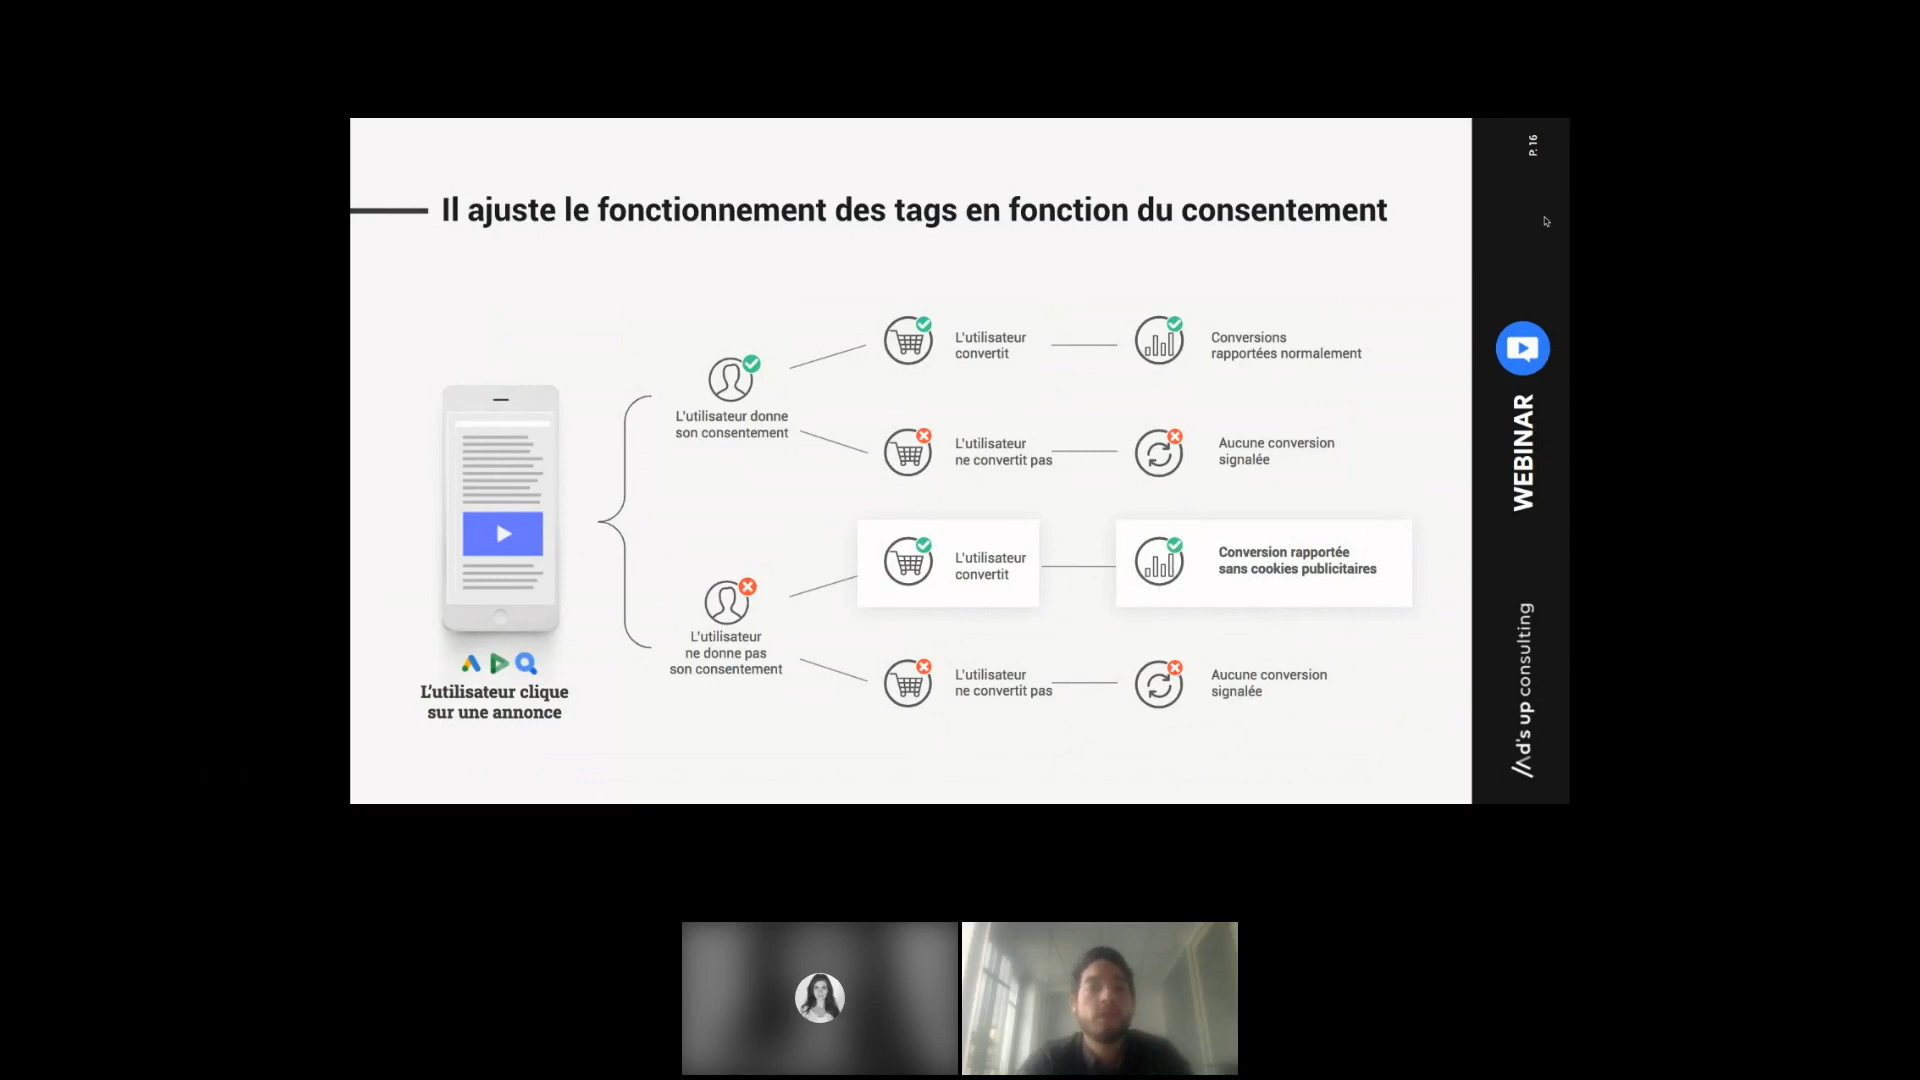 Il ajuste le fonctionnement des tags en fonction du consentement
L'utilisateur clique
sur une annonce
L'utilisateur donne
son consentement
L'utilisateur
convertit
Conversions
rapportées normalement
L'utilisateur
ne convertit pas
Aucune conversion
signalée
L'utilisateur
ne donne pas
son consentement
L'utilisateur
convertit
Conversion rapportée
sans cookies publicitaires
L'utilisateur
ne convertit pas
Aucune conversion
signalée
P. 16
WEBINAR
Ad's up consulting